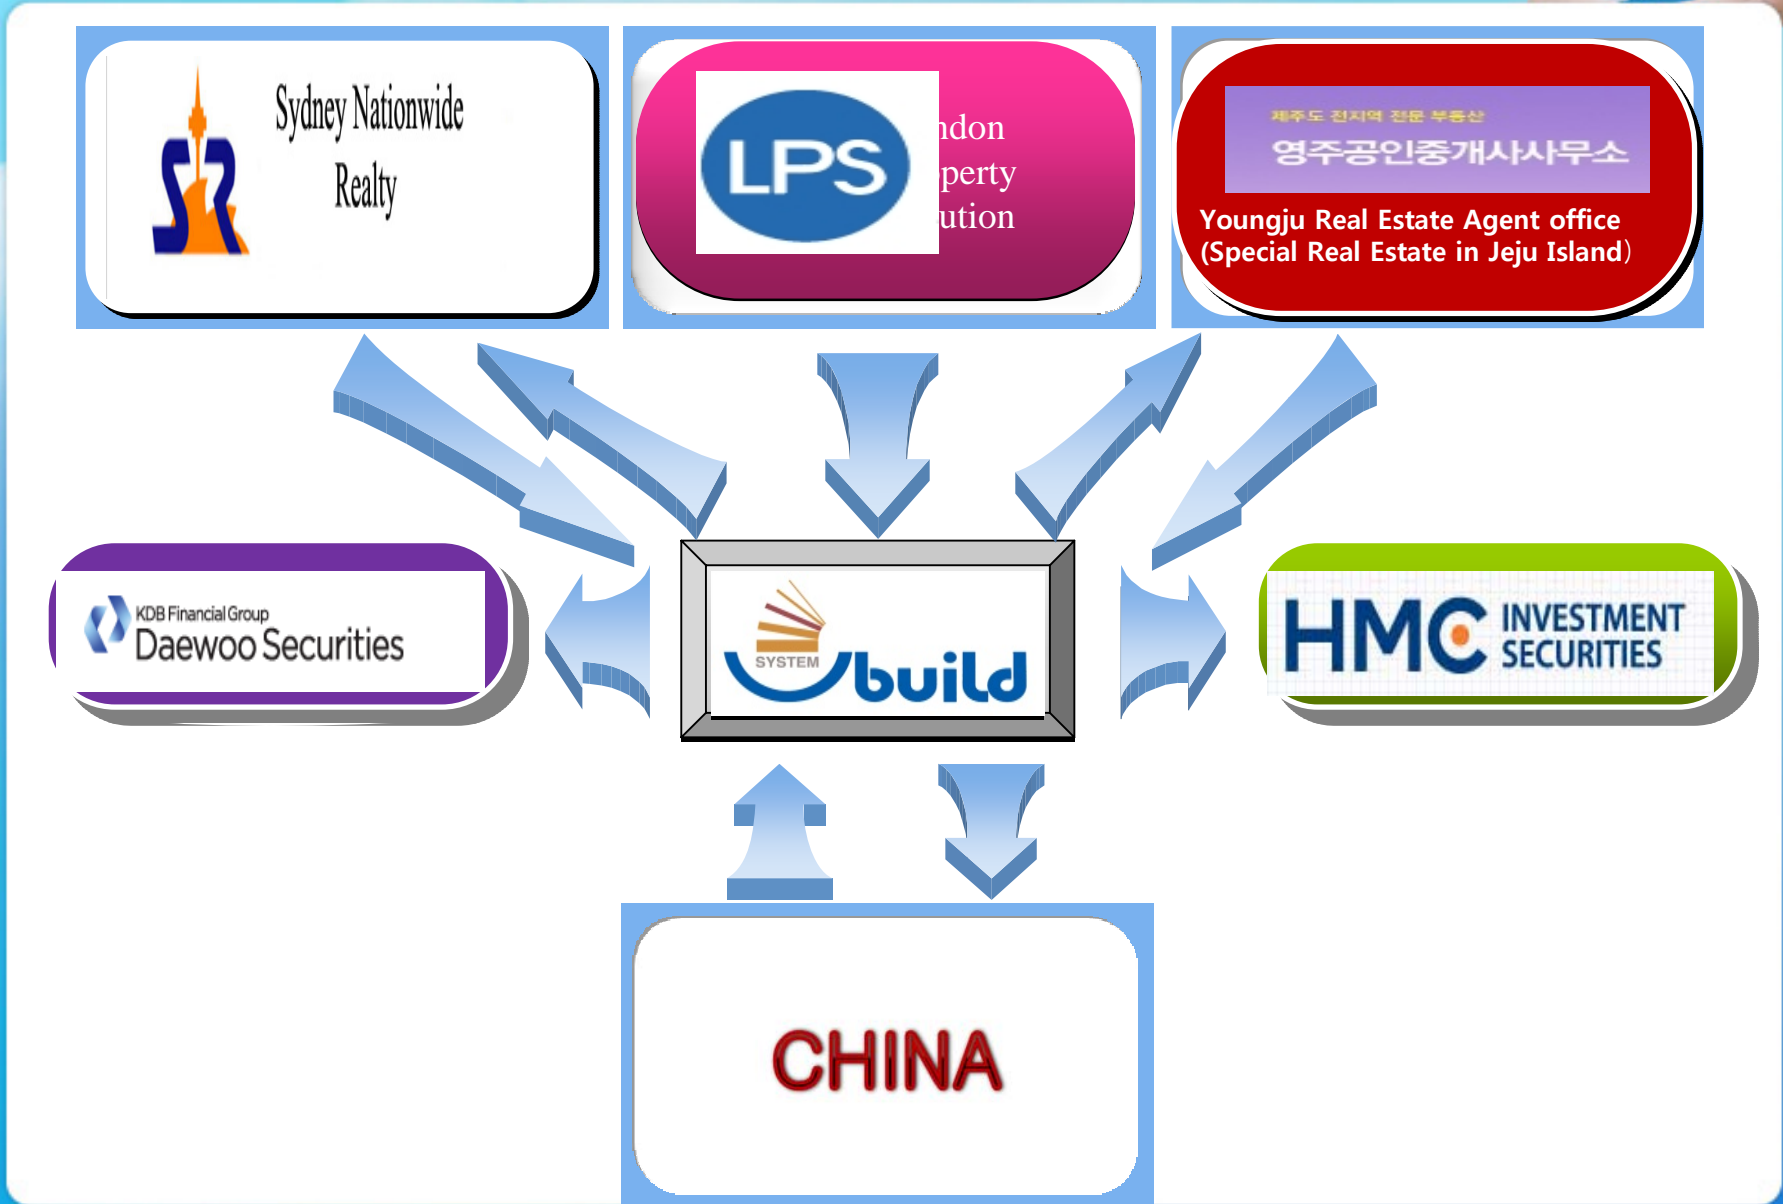 Sydney Nationwide
Realty
LPS
ndon
perty
ution
제주도 전지역 전문 부동산
영주공인중개사사무소
Youngju Real Estate Agent office
(Special Real Estate in Jeju Island)
KDB Financial Group
Daewoo Securities
SYSTEM
Ubuild
HMC INVESTMENT
SECURITIES
CHINA